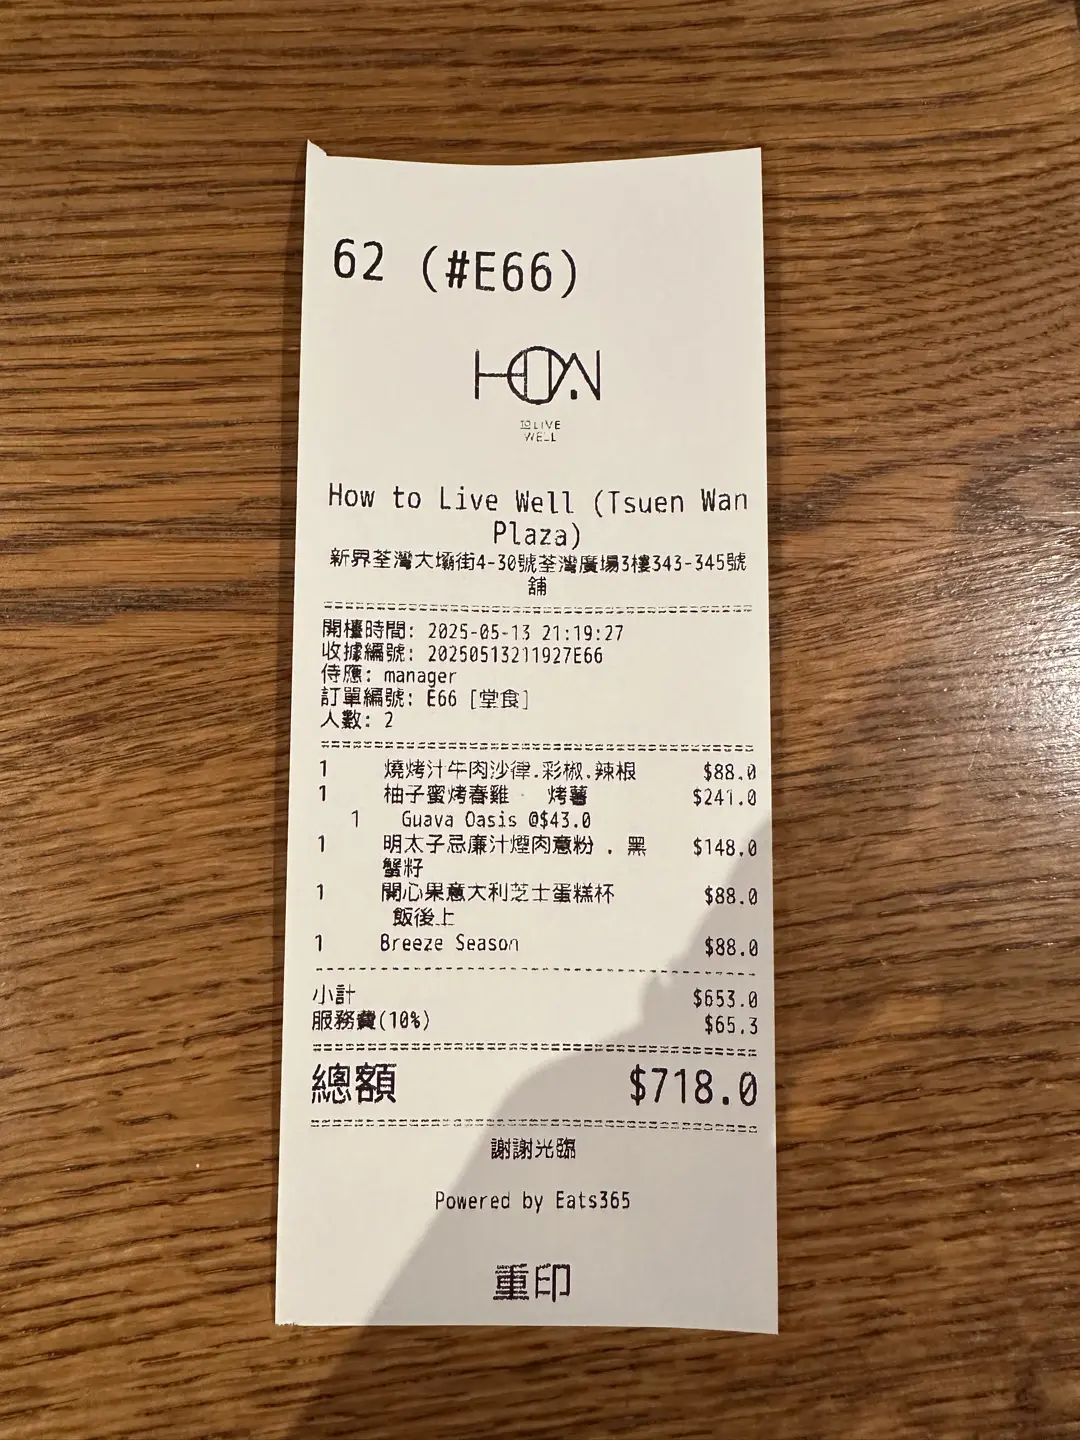 62 (#E66)
HOW
TO LIVE
WELL
How to Live Well (Tsuen Wan
Plaza)
新界荃灣大壩街4-30號荃灣廣場3樓343-345號
舖
開檯時間: 2025-05-13 21:19:27
收據編號: 20250513211927E66
侍應: manager
訂單編號: E66 [堂食]
人數: 2
1 燒烤汁牛肉沙律.彩椒.辣根 $88.0
1 柚子蜜烤春雞 · 烤薯 $241.0
1 Guava Oasis @$43.0
1 明太子忌廉汁煙肉意粉 . 黑 $148.0
蟹籽
1 開心果意大利芝士蛋糕杯 $88.0
飯後上
1 Breeze Season $88.0
小計 $653.0
服務費(10%) $65.3
總額 $718.0
謝謝光臨
Powered by Eats365
重印